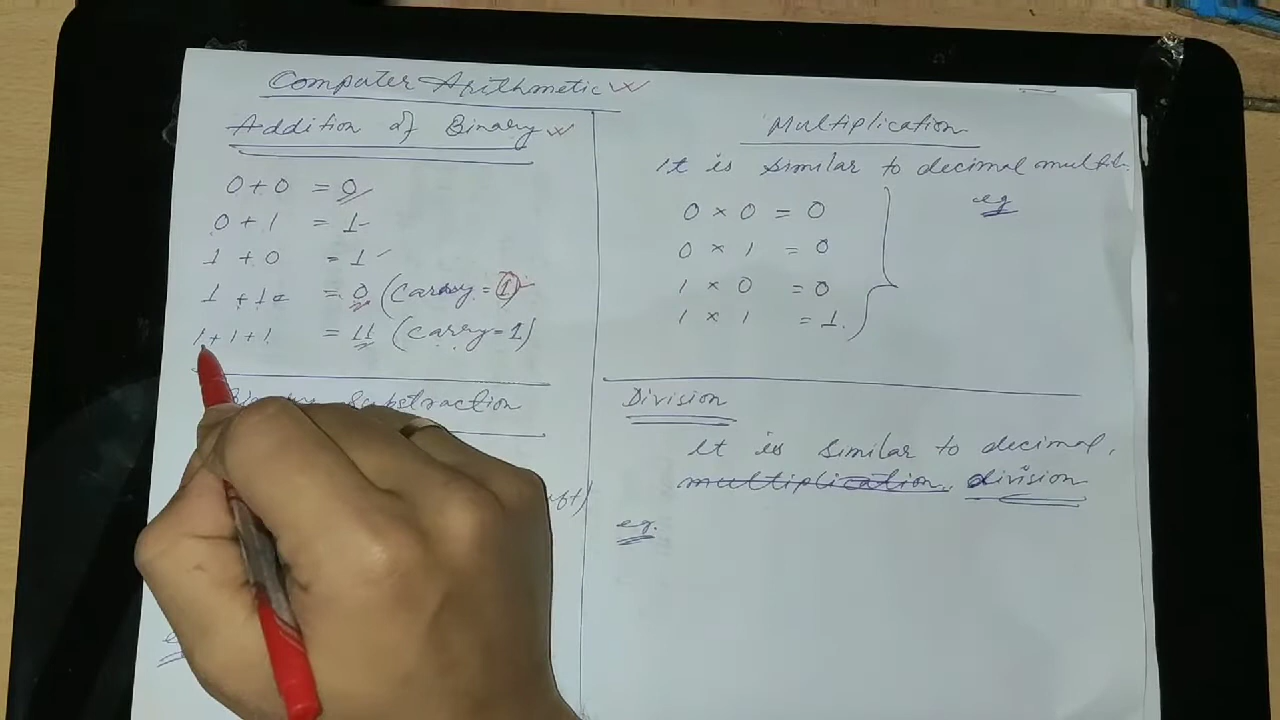 Computer Arithmetic
Addition of Binary
0 + 0 = 0
0 + 1 = 1
1 + 0 = 1
1 + 1 = 0 (carry = 1)
1 + 1 + 1 = 11 (carry = 1)
Substraction
Multiplication
It is similar to decimal
eg
0 × 0 = 0
0 × 1 = 0
1 × 0 = 0
1 × 1 = 1.
Division
It is similar to decimal,
multiplication, division
eg.